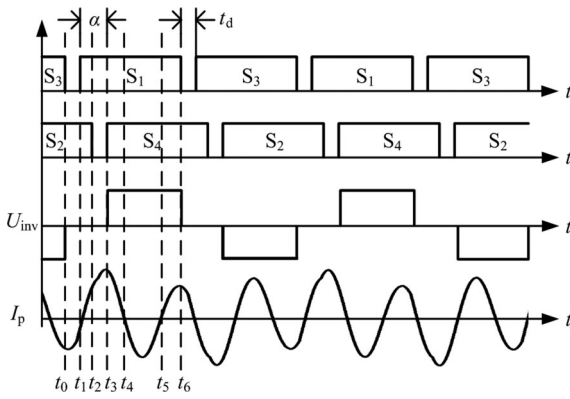 α t_d
S₃ S₁ S₃ S₁ S₃ t
S₂ S₄ S₂ S₄ S₂ t
U_inv t
I_p t
t₀ t₁ t₂ t₃ t₄ t₅ t₆